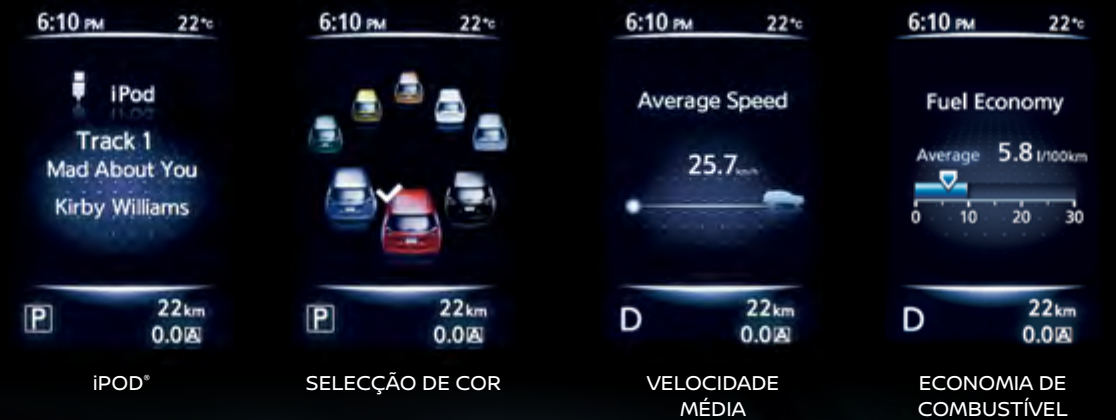 6:10 PM 22°C
iPod
Track 1
Mad About You
Kirby Williams
P 22km
0.0 A
iPOD®
6:10 PM 22°C
P 22km
0.0 A
SELECÇÃO DE COR
6:10 PM 22°C
Average Speed
25.7 km/h
D 22km
0.0 A
VELOCIDADE
MÉDIA
6:10 PM 22°C
Fuel Economy
Average 5.8 l/100km
0 10 20 30
D 22km
0.0 A
ECONOMIA DE
COMBUSTÍVEL